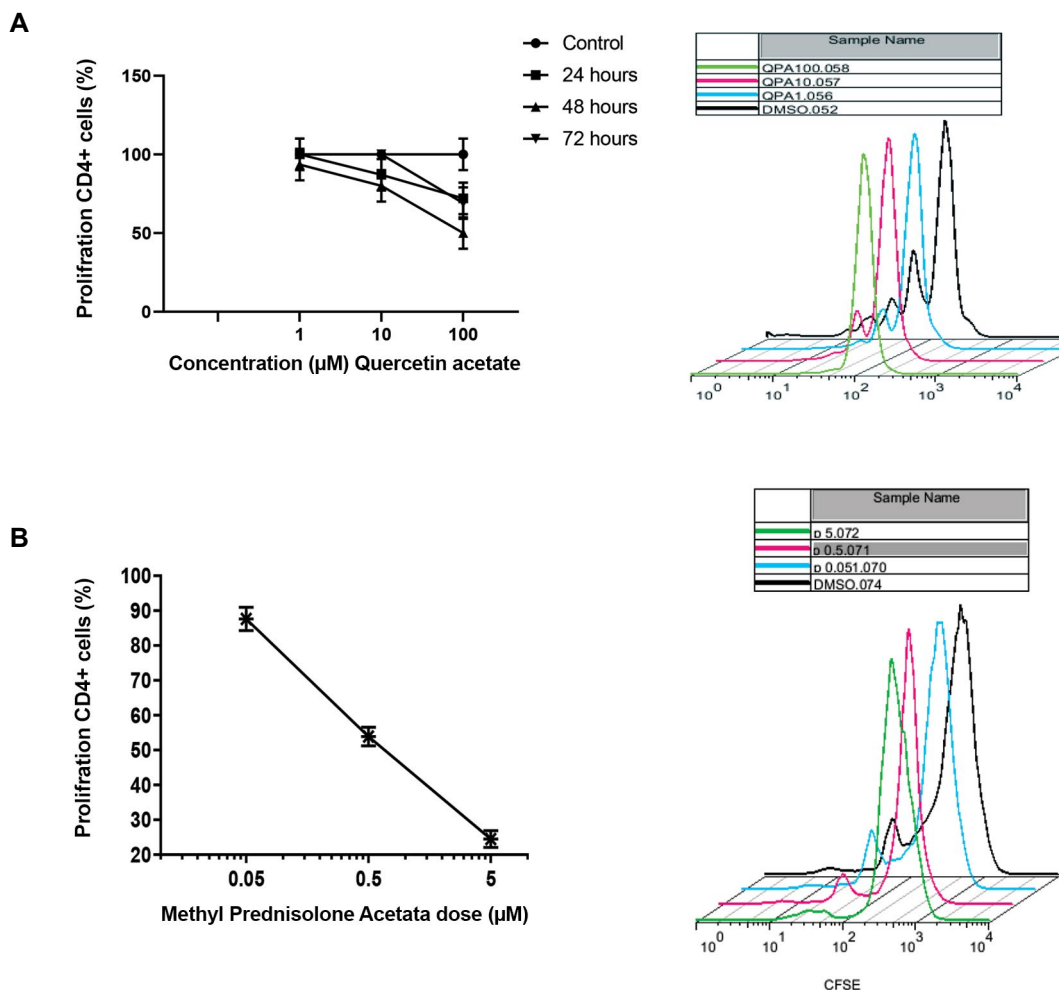 A
Prolifration CD4+ cells (%)
150
100
50
0
1 10 100
Concentration (µM) Quercetin acetate
Control
24 hours
48 hours
72 hours
Sample Name
QPA100.058
QPA10.057
QPA1.056
DMSO.052
10⁰ 10¹ 10² 10³ 10⁴
B
Prolifration CD4+ cells (%)
100
90
80
70
60
50
40
30
20
0.05 0.5 5
Methyl Prednisolone Acetata dose (µM)
Sample Name
p 5.072
p 0.5.071
p 0.051.070
DMSO.074
10⁰ 10¹ 10² 10³ 10⁴
CFSE